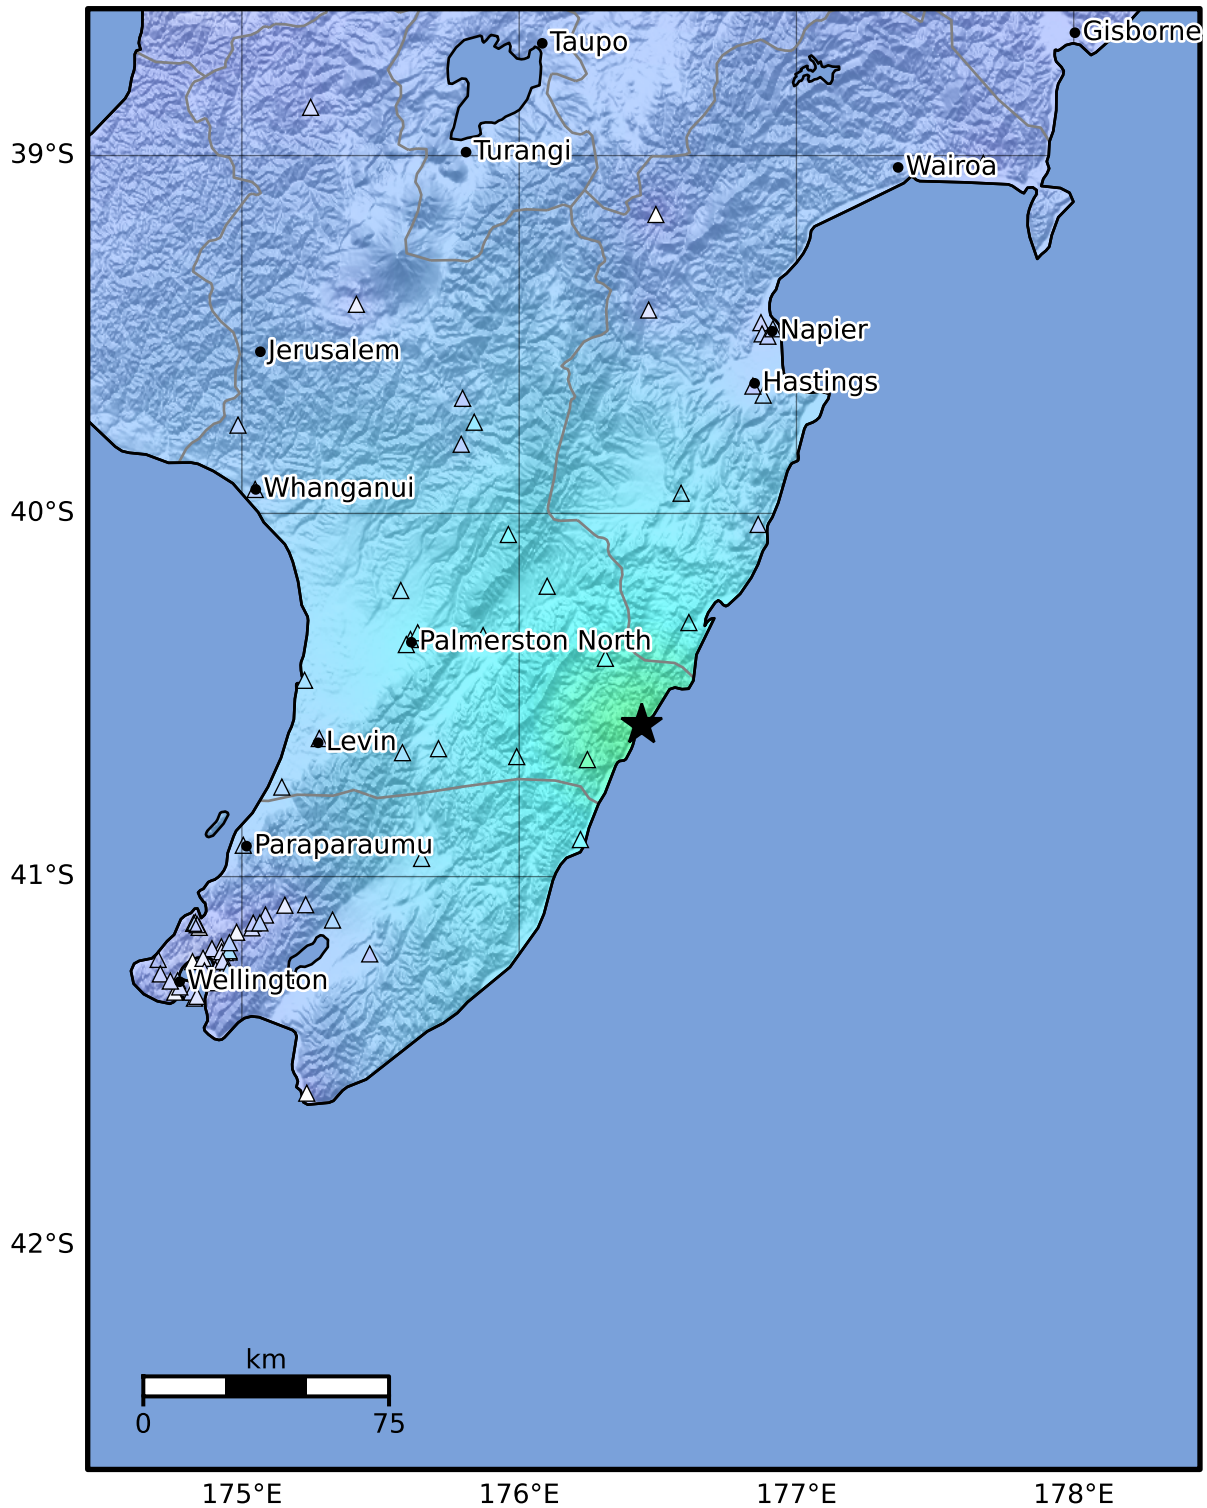 Gisborne
Taupo
39°S
Turangi
Wairoa
Napier
Jerusalem
Hastings
Whanganui
40°S
Palmerston North
Levin
Paraparaumu
41°S
Wellington
42°S
km
0 75
175°E 176°E 177°E 178°E